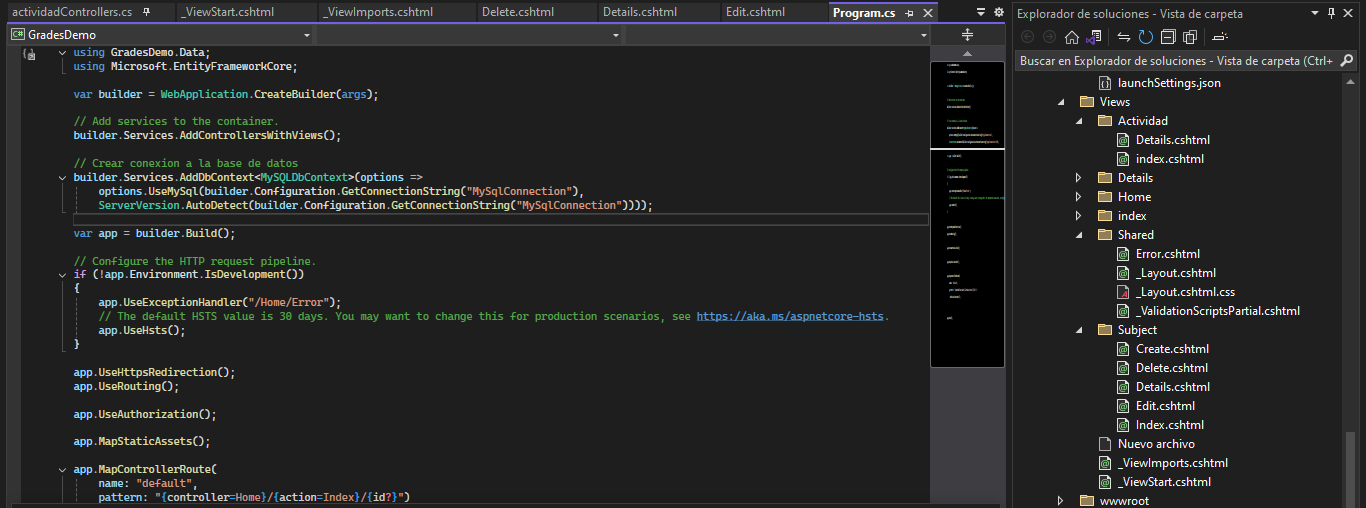 actividadControllers.cs
_ViewStart.cshtml
_ViewImports.cshtml
Delete.cshtml
Details.cshtml
Edit.cshtml
Program.cs
C# GradesDemo
using GradesDemo.Data;
using Microsoft.EntityFrameworkCore;
var builder = WebApplication.CreateBuilder(args);
// Add services to the container.
builder.Services.AddControllersWithViews();
// Crear conexion a la base de datos
builder.Services.AddDbContext<MySQLDbContext>(options =>
options.UseMySql(builder.Configuration.GetConnectionString("MySqlConnection"),
ServerVersion.AutoDetect(builder.Configuration.GetConnectionString("MySqlConnection"))));
var app = builder.Build();
// Configure the HTTP request pipeline.
if (!app.Environment.IsDevelopment())
{
app.UseExceptionHandler("/Home/Error");
// The default HSTS value is 30 days. You may want to change this for production scenarios, see https://aka.ms/aspnetcore-hsts.
app.UseHsts();
}
app.UseHttpsRedirection();
app.UseRouting();
app.UseAuthorization();
app.MapStaticAssets();
app.MapControllerRoute(
name: "default",
pattern: "{controller=Home}/{action=Index}/{id?}")
Explorador de soluciones - Vista de carpeta
Buscar en Explorador de soluciones - Vista de carpeta (Ctrl+
launchSettings.json
Views
Actividad
Details.cshtml
index.cshtml
Details
Home
index
Shared
Error.cshtml
_Layout.cshtml
_Layout.cshtml.css
_ValidationScriptsPartial.cshtml
Subject
Create.cshtml
Delete.cshtml
Details.cshtml
Edit.cshtml
Index.cshtml
Nuevo archivo
_ViewImports.cshtml
_ViewStart.cshtml
wwwroot